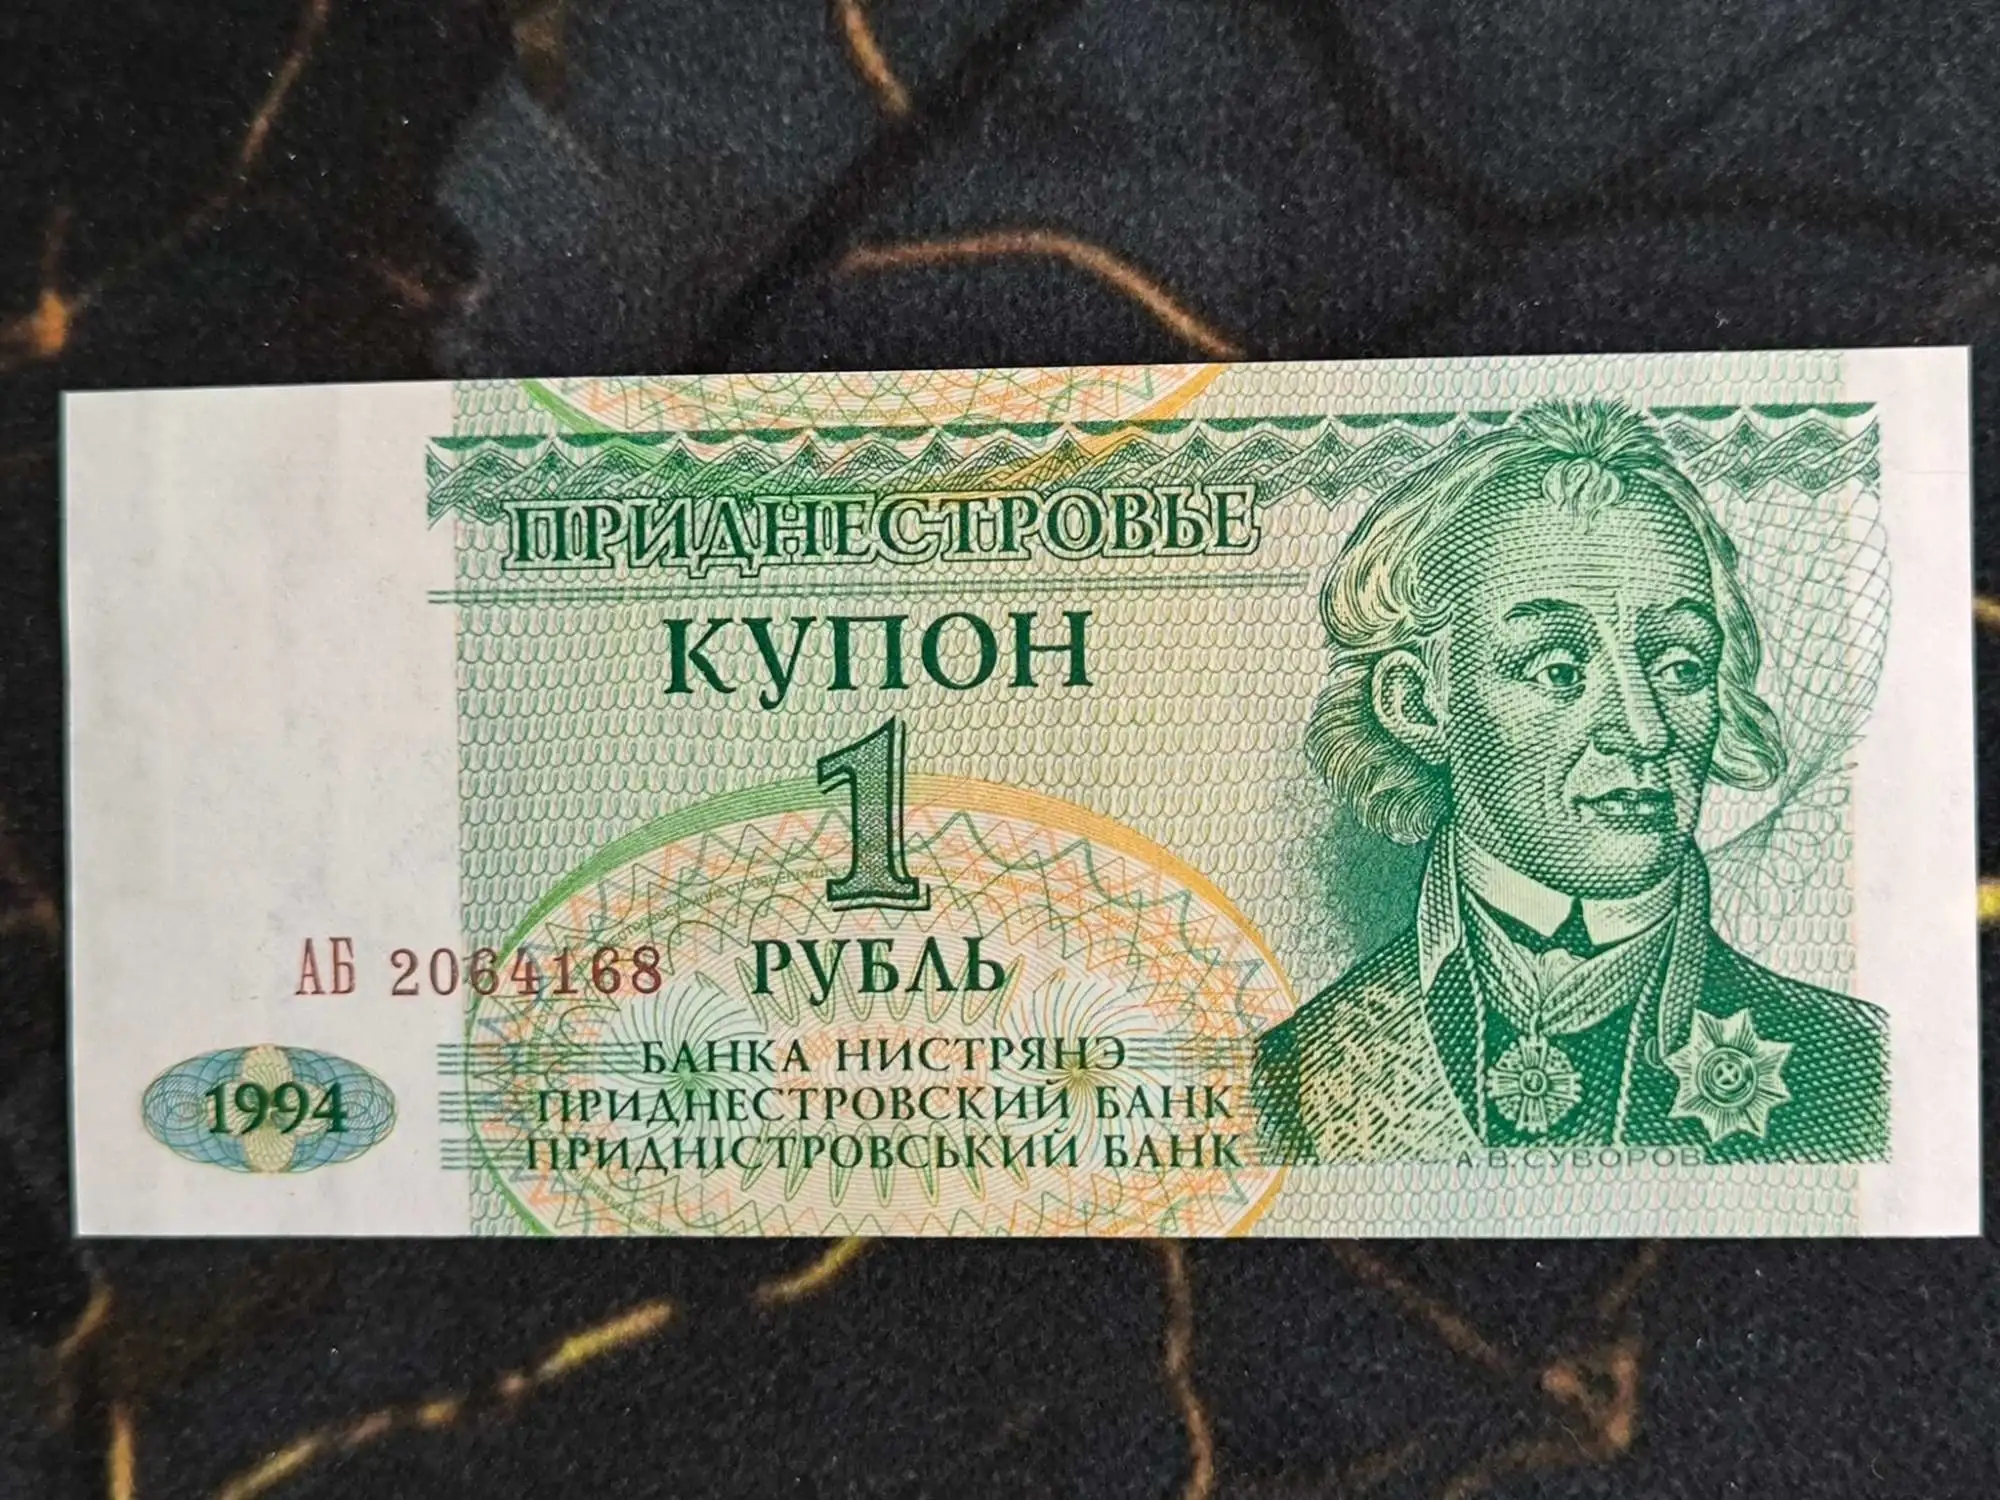 ПРИДНЕСТРОВЬЕ
КУПОН
1
РУБЛЬ
АБ 2064168
1994
БАНКА НИСТРЯНЭ
ПРИДНЕСТРОВСКИЙ БАНК
ПРИДНІСТРОВСЬКИЙ БАНК
А.В.СУВОРОВ